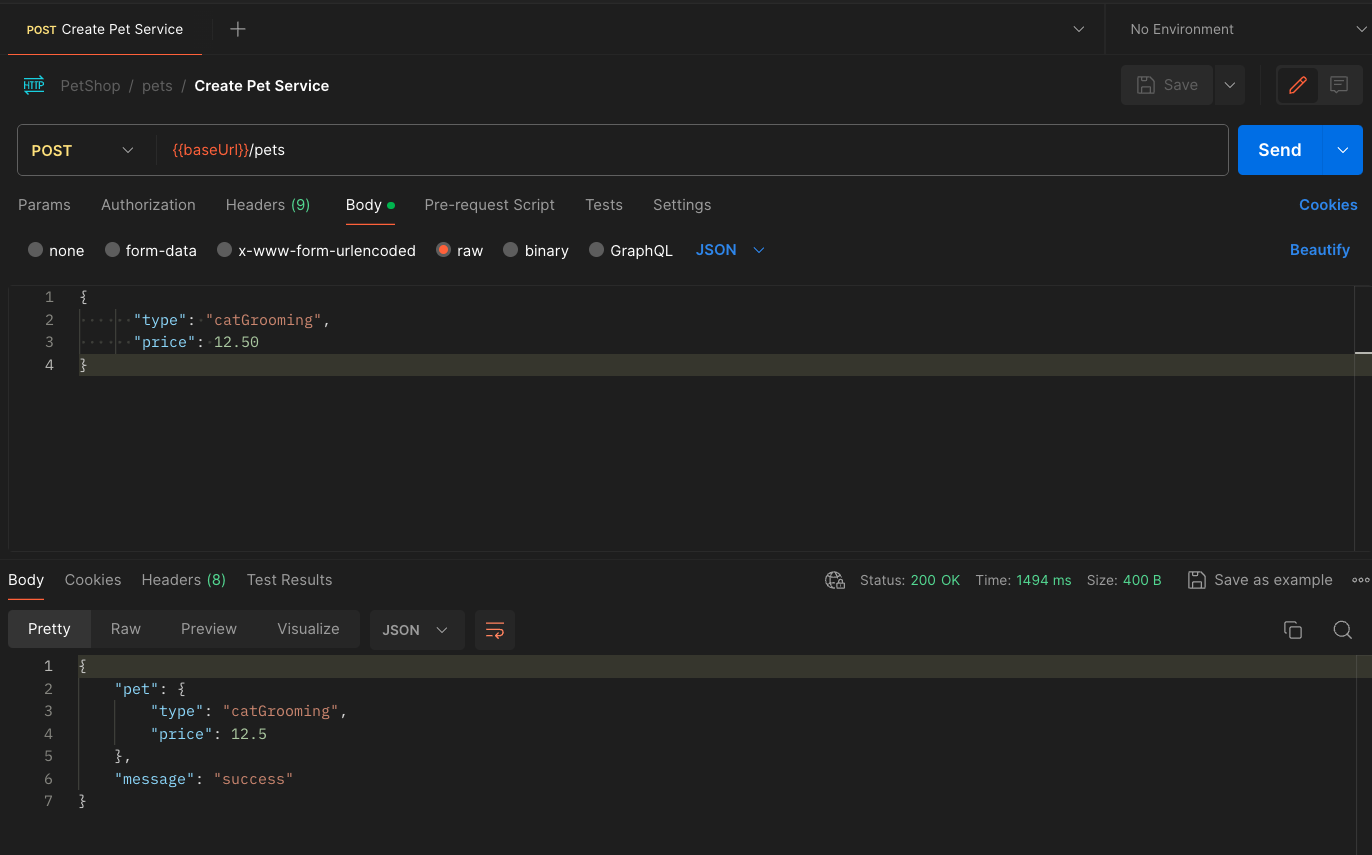 POST Create Pet Service
No Environment
HTTP PetShop / pets / Create Pet Service
Save
POST {{baseUrl}}/pets
Send
Params Authorization Headers (9) Body Pre-request Script Tests Settings Cookies
none form-data x-www-form-urlencoded raw binary GraphQL JSON Beautify
1 {
2 "type": "catGrooming",
3 "price": 12.50
4 }
Body Cookies Headers (8) Test Results Status: 200 OK Time: 1494 ms Size: 400 B Save as example
Pretty Raw Preview Visualize JSON
1 {
2 "pet": {
3 "type": "catGrooming",
4 "price": 12.5
5 },
6 "message": "success"
7 }